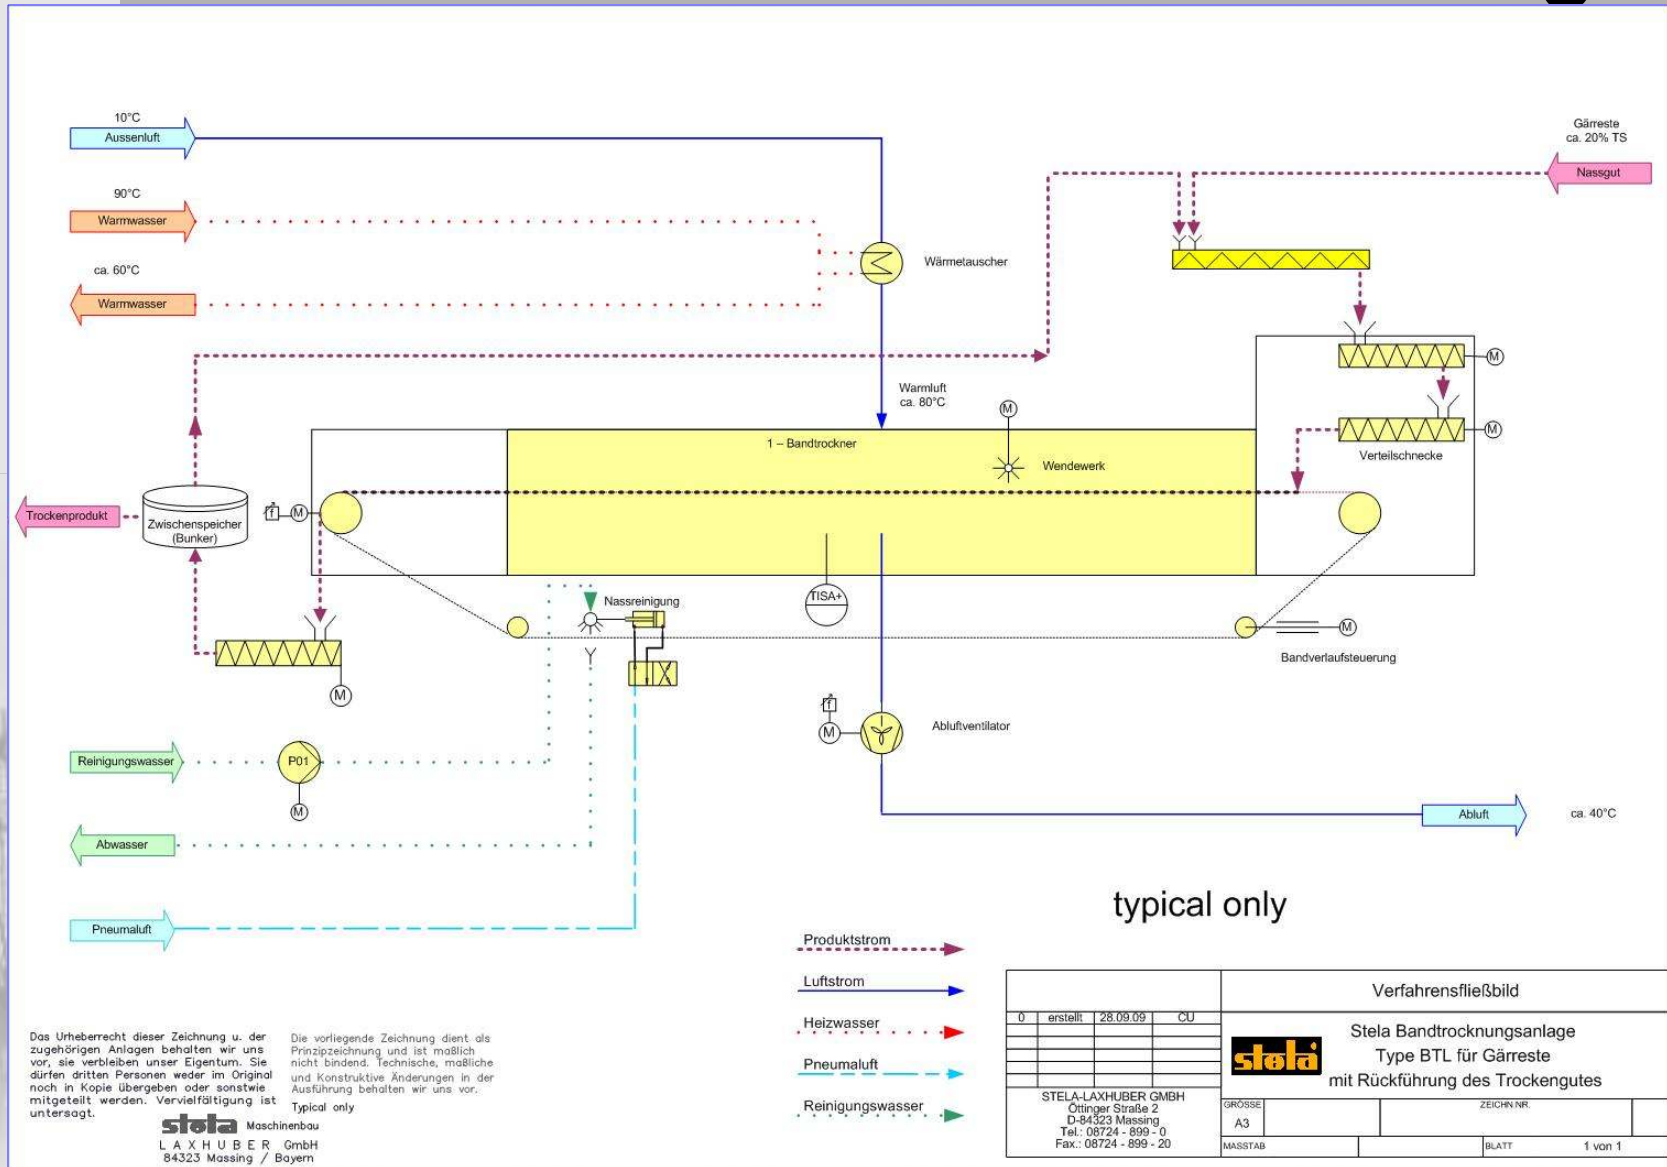 10°C
Aussenluft
90°C
Warmwasser
ca. 60°C
Warmwasser
Wärmetauscher
Gärreste
ca. 20% TS
Nassgut
M
Warmluft
ca. 80°C
M
M
Verteilschnecke
1 – Bandtrockner
Wendewerk
Trockenprodukt
Zwischenspeicher
(Bunker)
f
M
TISA+
Nassreinigung
M
M
Bandverlaufsteuerung
f
M
Abluftventilator
Reinigungswasser
P01
M
Abluft
ca. 40°C
Abwasser
Pneumaluft
typical only
Produktstrom
Luftstrom
Heizwasser
Pneumaluft
Reinigungswasser
Das Urheberrecht dieser Zeichnung u. der
zugehörigen Anlagen behalten wir uns
vor, sie verbleiben unser Eigentum. Sie
dürfen dritten Personen weder im Original
noch in Kopie übergeben oder sonstwie
mitgeteilt werden. Vervielfältigung ist
untersagt.
Die vorliegende Zeichnung dient als
Prinzipzeichnung und ist maßlich
nicht bindend. Technische, maßliche
und Konstruktive Änderungen in der
Ausführung behalten wir uns vor.
Typical only
stela Maschinenbau
LAXHUBER GmbH
84323 Massing / Bayern
0 erstellt 28.09.09 CU
STELA-LAXHUBER GMBH
Öttinger Straße 2
D-84323 Massing
Tel.: 08724 - 899 - 0
Fax.: 08724 - 899 - 20
Verfahrensfließbild
stela
Stela Bandtrocknungsanlage
Type BTL für Gärreste
mit Rückführung des Trockengutes
GRÖSSE
A3
ZEICHN NR.
MASSTAB
BLATT 1 von 1